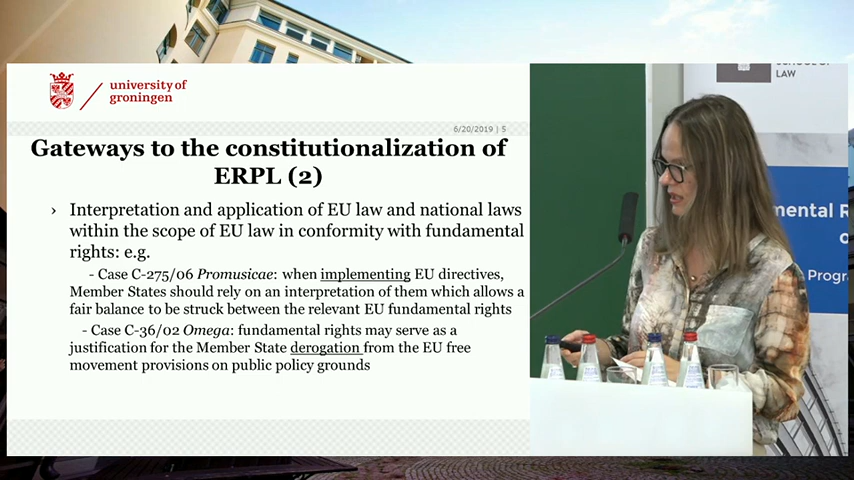 university of
groningen
6/20/2019 | 5
Gateways to the constitutionalization of
ERPL (2)
› Interpretation and application of EU law and national laws
within the scope of EU law in conformity with fundamental
rights: e.g.
- Case C-275/06 Promusicae: when implementing EU directives,
Member States should rely on an interpretation of them which allows a
fair balance to be struck between the relevant EU fundamental rights
- Case C-36/02 Omega: fundamental rights may serve as a
justification for the Member State derogation from the EU free
movement provisions on public policy grounds
LAW
mental R
o
Progr